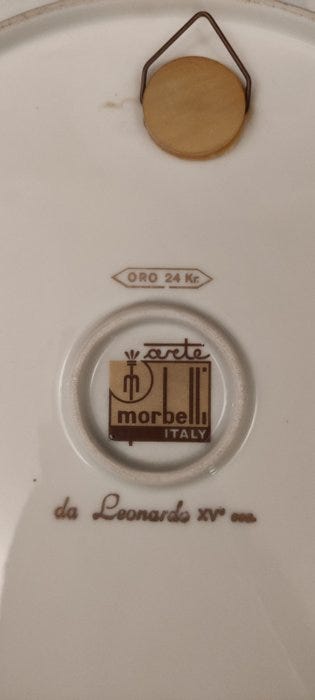 ORO 24 Kr.
arte
morbelli
ITALY
da Leonardo XV° sec.